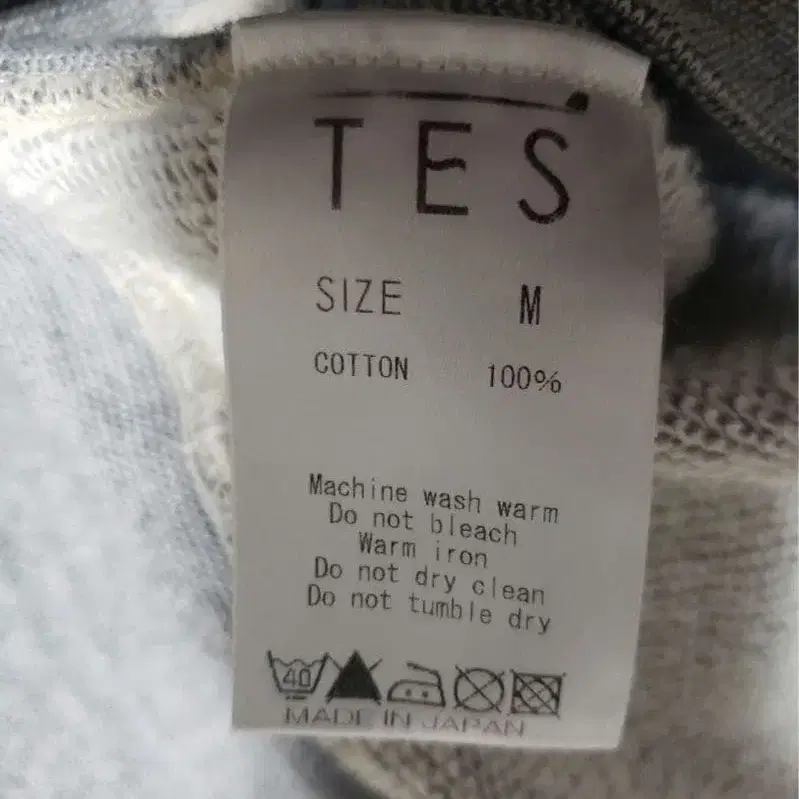 TES
SIZE M
COTTON 100%
Machine wash warm
Do not bleach
Warm iron
Do not dry clean
Do not tumble dry
40
MADE IN JAPAN